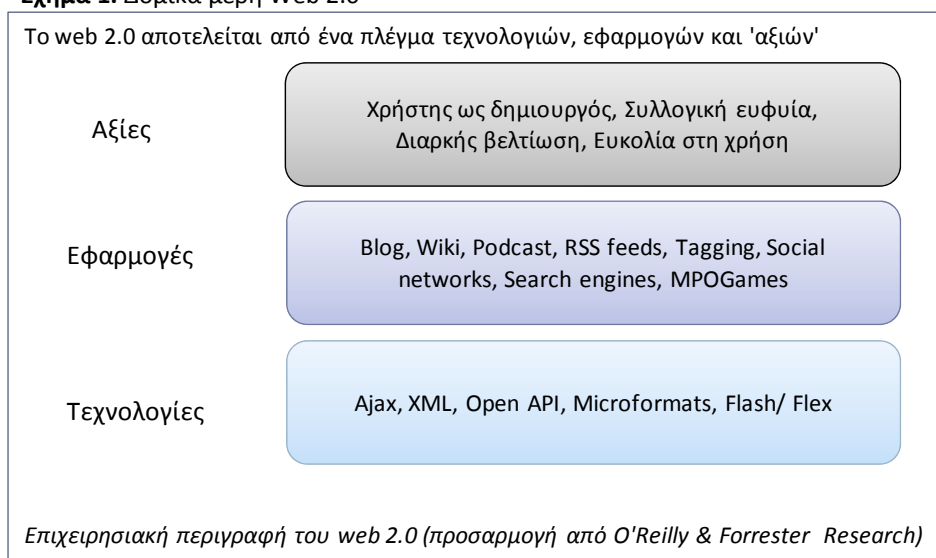 Σχήμα 1. Δομικά μέρη Web 2.0
Το web 2.0 αποτελείται από ένα πλέγμα τεχνολογιών, εφαρμογών και 'αξιών'
Αξίες
Χρήστης ως δημιουργός, Συλλογική ευφυία,
Διαρκής βελτίωση, Ευκολία στη χρήση
Εφαρμογές
Blog, Wiki, Podcast, RSS feeds, Tagging, Social
networks, Search engines, MPOGames
Τεχνολογίες
Ajax, XML, Open API, Microformats, Flash/ Flex
Επιχειρησιακή περιγραφή του web 2.0 (προσαρμογή από O'Reilly & Forrester Research)